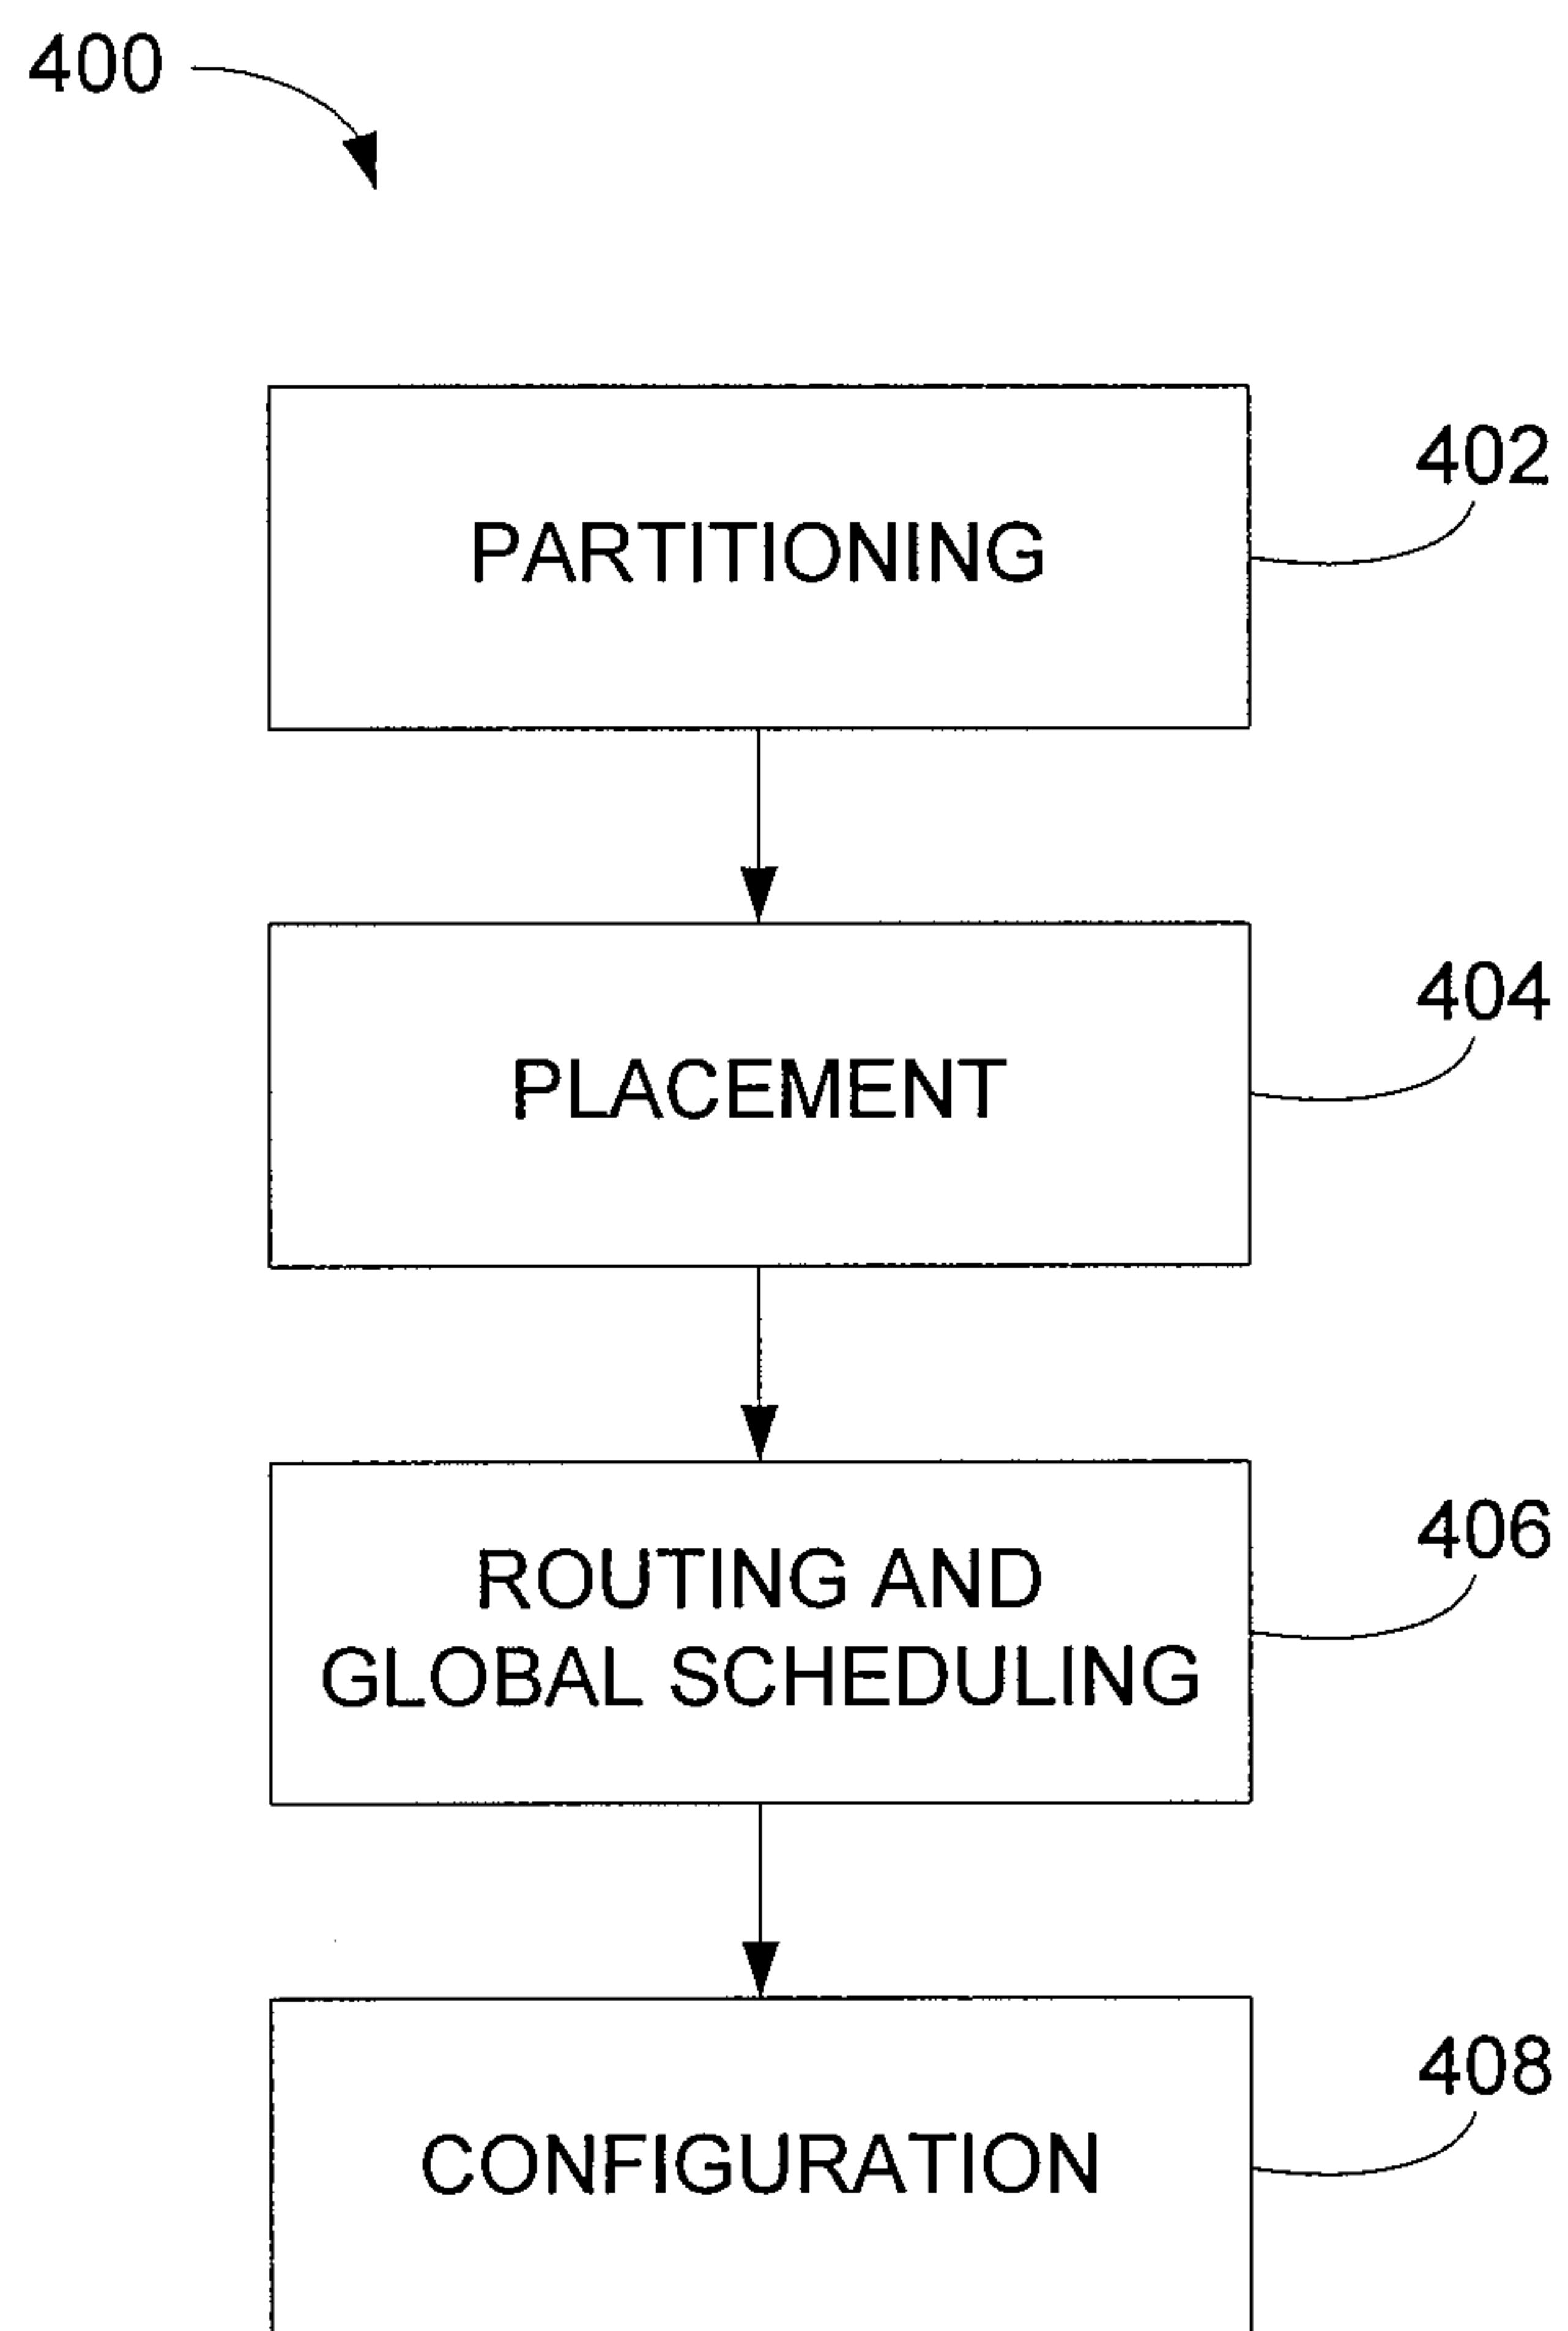 400
402
PARTITIONING
404
PLACEMENT
406
ROUTING AND
GLOBAL SCHEDULING
408
CONFIGURATION